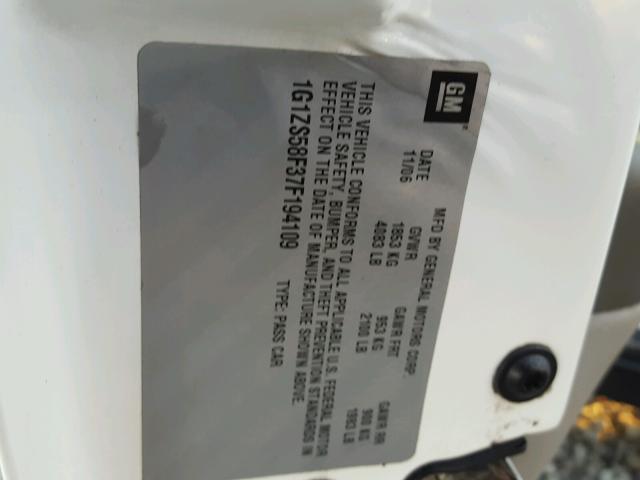 GM
MFD BY GENERAL MOTORS CORP.
DATE GVWR GAWR FRT GAWR RR
11/06 1853 KG 953 KG 900 KG
4083 LB 2100 LB 1983 LB
THIS VEHICLE CONFORMS TO ALL APPLICABLE U.S. FEDERAL MOTOR
VEHICLE SAFETY, BUMPER, AND THEFT PREVENTION STANDARDS IN
EFFECT ON THE DATE OF MANUFACTURE SHOWN ABOVE.
1G1ZS58F37F194109 TYPE: PASS CAR